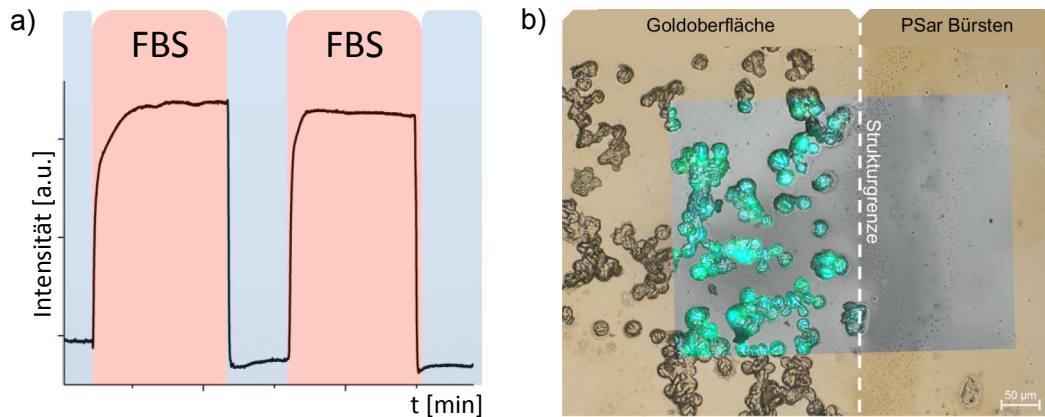 a)
FBS
FBS
Intensität [a.u.]
t [min]
b)
Goldoberfläche
PSar Bürsten
Strukturgrenze
50 µm